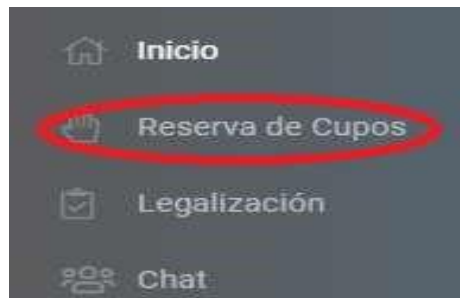 Inicio
Reserva de Cupos
Legalización
Chat